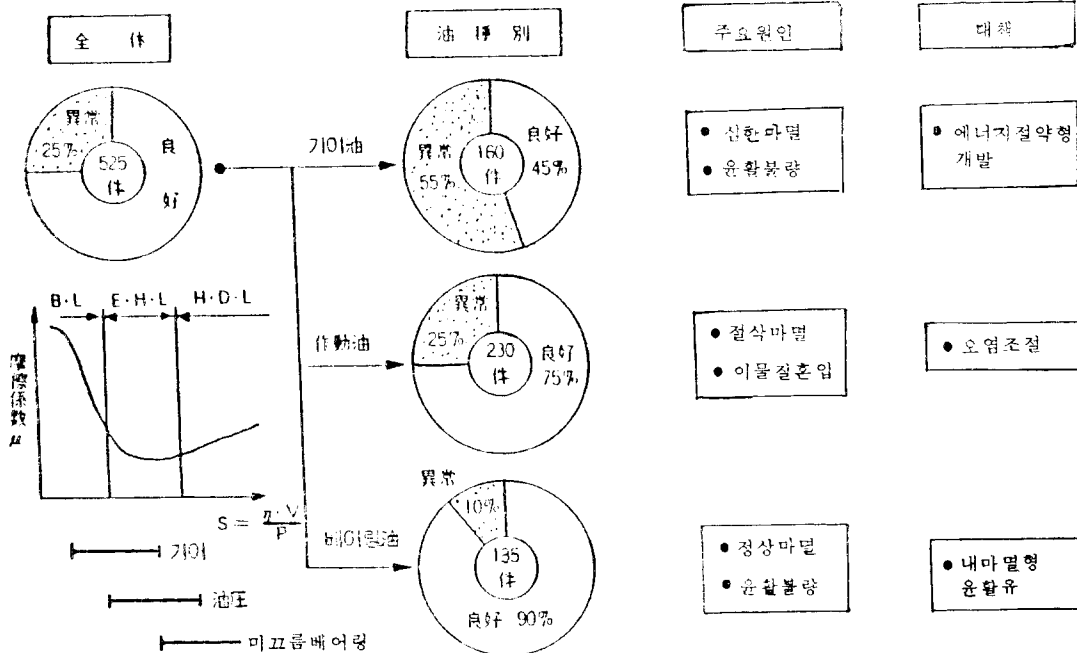 全 体
油 種 別
주요원인
대책
異常
25%
525
件
良
好
기어油
異常
55%
160
件
良好
45%
● 심한마멸
● 윤활불량
● 에너지절약형
개발
B·L
E·H·L
H·D·L
摩擦係數
μ
S = η·V/P
作動油
異常
25%
230
件
良好
75%
● 절삭마멸
● 이물질혼입
● 오염조절
베어링油
異常
10%
135
件
良好 90%
● 정상마멸
● 윤활불량
● 내마멸형
윤활유
기어
油圧
미끄름베어링